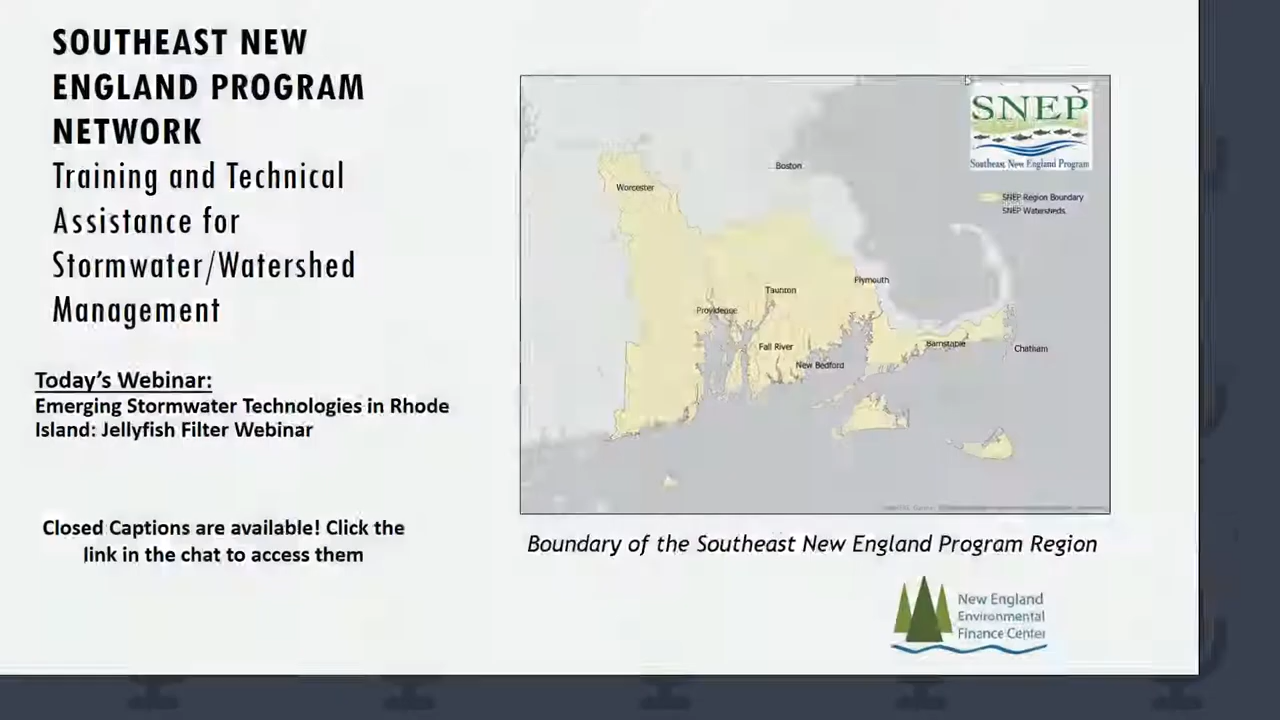 SOUTHEAST NEW
ENGLAND PROGRAM
NETWORK
Training and Technical
Assistance for
Stormwater/Watershed
Management
Today's Webinar:
Emerging Stormwater Technologies in Rhode
Island: Jellyfish Filter Webinar
Closed Captions are available! Click the
link in the chat to access them
SNEP
Southeast New England Program
SNEP Region Boundary
SNEP Watersheds
Boston
Worcester
Plymouth
Taunton
Providence
Fall River
New Bedford
Barnstable
Chatham
Boundary of the Southeast New England Program Region
New England
Environmental
Finance Center